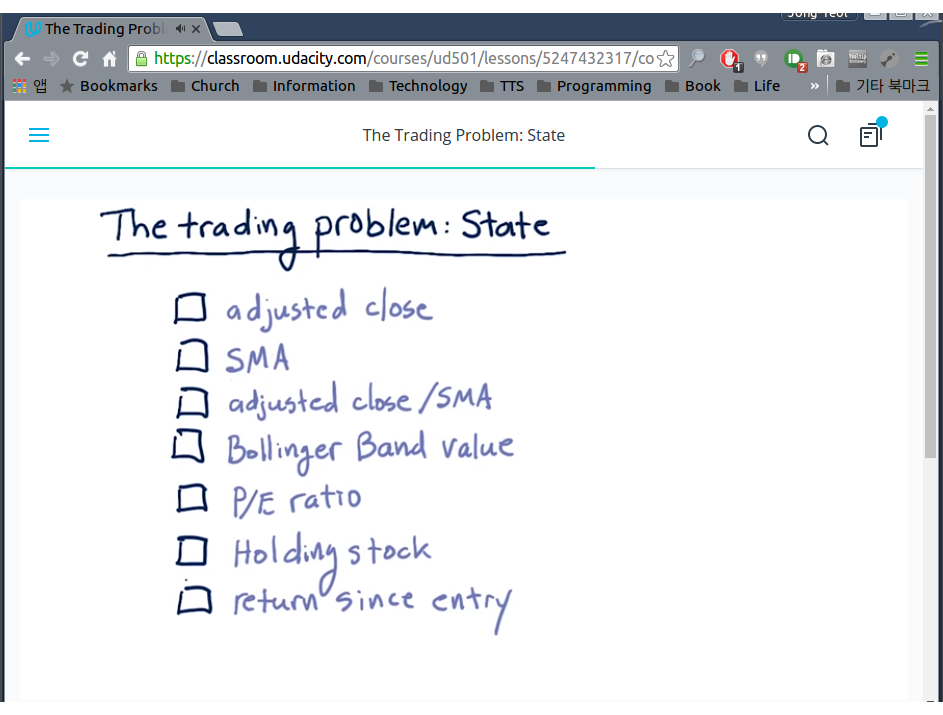 The Trading Probl
https://classroom.udacity.com/courses/ud501/lessons/5247432317/co
앱 Bookmarks Church Information Technology TTS Programming Book Life » 기타 북마크
The Trading Problem: State
The trading problem: State
adjusted close
SMA
adjusted close/SMA
Bollinger Band value
P/E ratio
Holding stock
return since entry